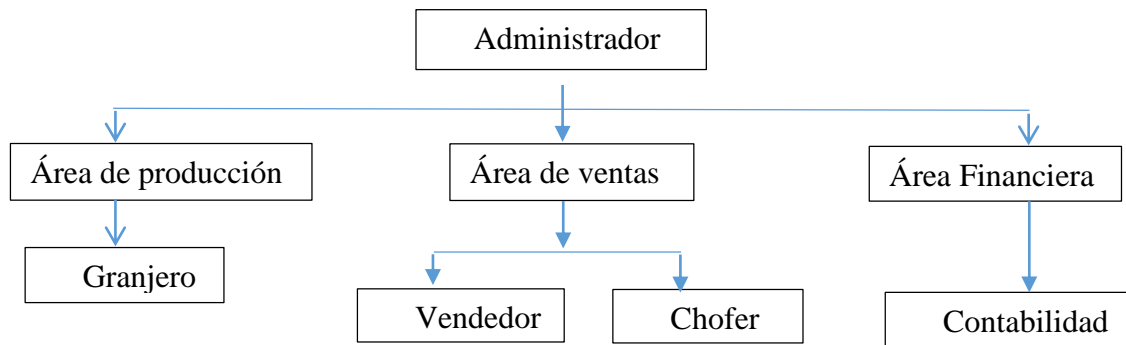 Administrador
Área de producción
Área de ventas
Área Financiera
Granjero
Vendedor
Chofer
Contabilidad